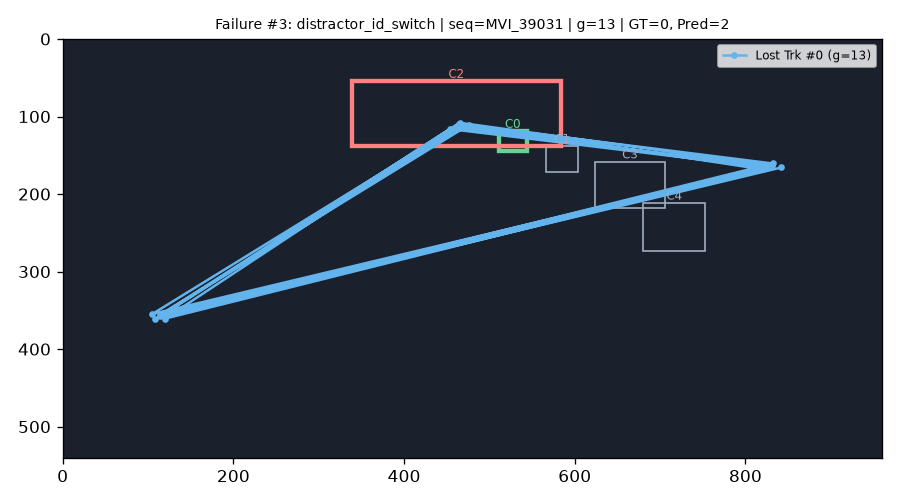 Failure #3: distractor_id_switch | seq=MVI_39031 | g=13 | GT=0, Pred=2
Lost Trk #0 (g=13)
0
100
200
300
400
500
C2
C0
C3
C4
0
200
400
600
800